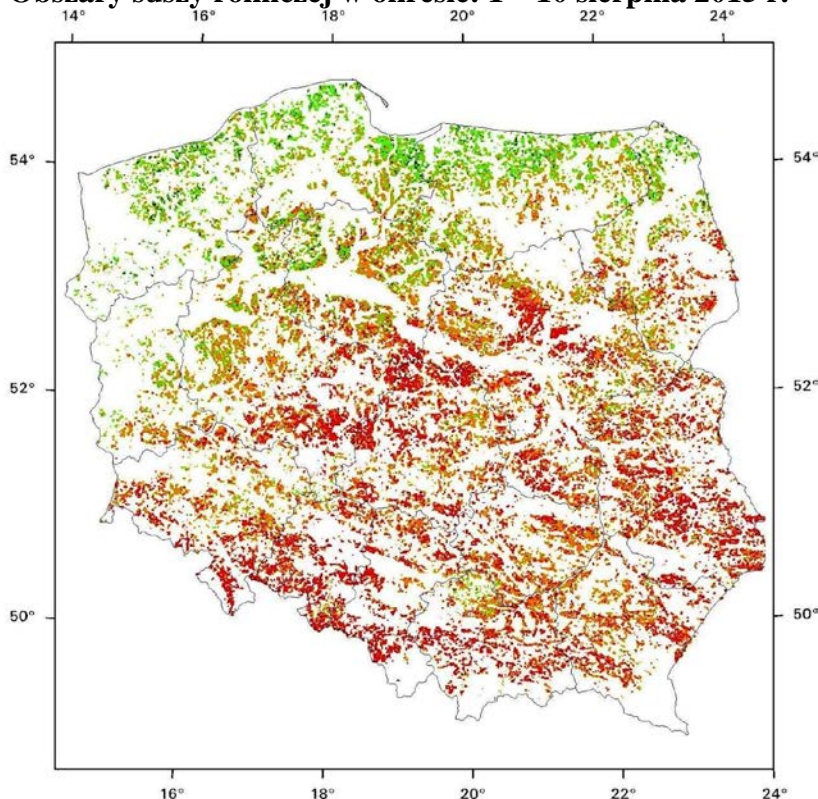 Obszary suszy rolniczej w okresie: 1 – 10 sierpnia 2015 r.
14° 16° 18° 20° 22° 24°
54° 54°
52° 52°
50° 50°
16° 18° 20° 22° 24°